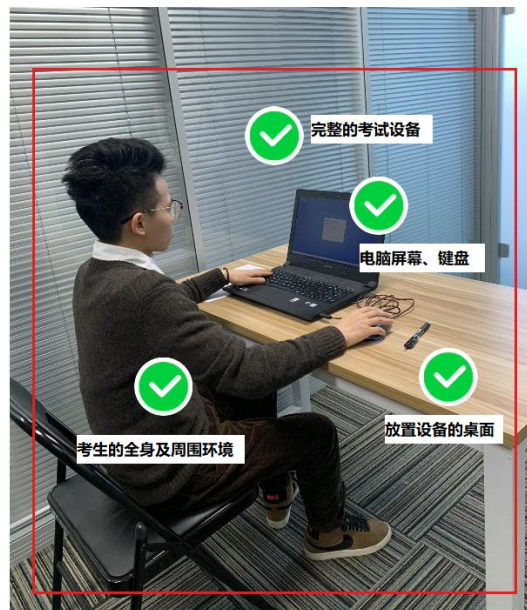 完整的考试设备
电脑屏幕、键盘
放置设备的桌面
考生的全身及周围环境